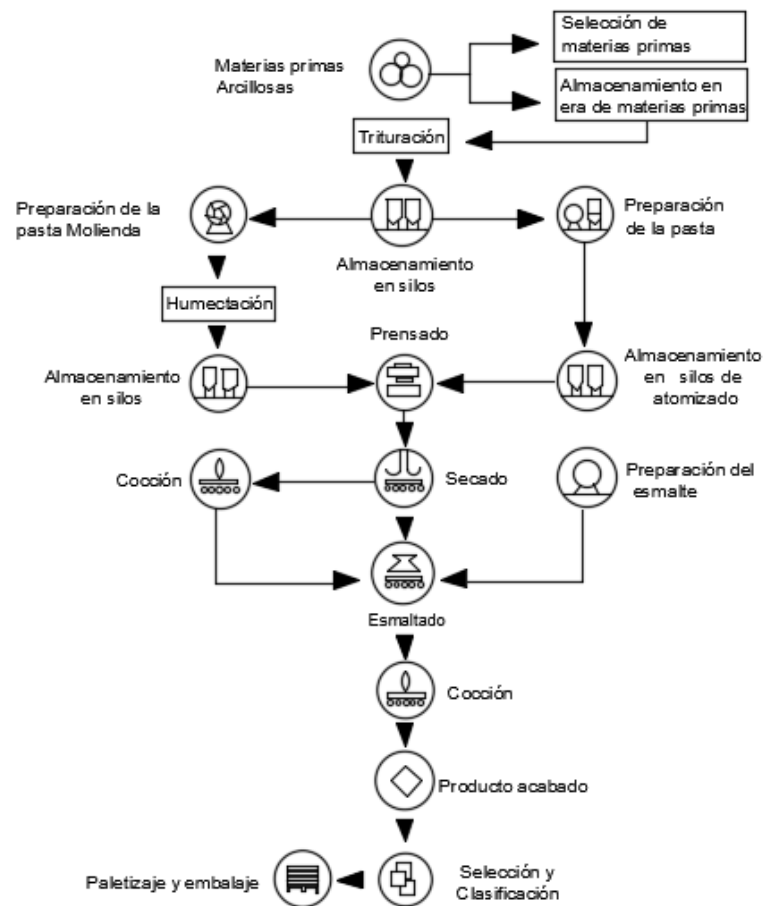 Selección de
materias primas
Materias primas
Arcillosas
Almacenamiento en
era de materias primas
Trituración
Preparación de la
pasta Molienda
Preparación
de la pasta
Almacenamiento
en silos
Humectación
Prensado
Almacenamiento
en silos
Almacenamiento
en silos de
atomizado
Cocción
Secado
Preparación del
esmalte
Esmaltado
Cocción
Producto acabado
Paletizaje y embalaje
Selección y
Clasificación